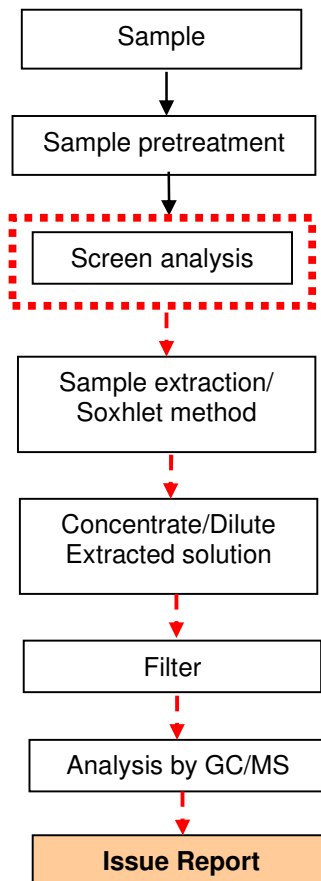 Sample
Sample pretreatment
Screen analysis
Sample extraction/
Soxhlet method
Concentrate/Dilute
Extracted solution
Filter
Analysis by GC/MS
Issue Report